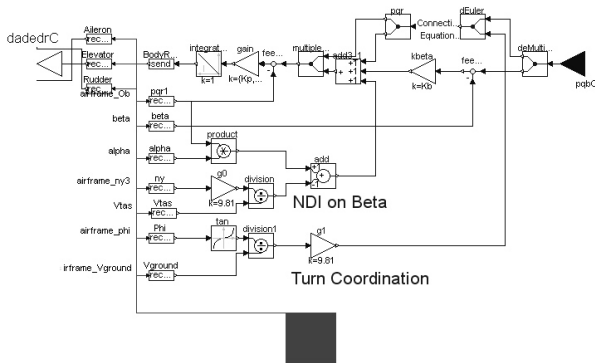 Aileron
dadedrC
rec...
Elevator
rec...
Rudder
rec...
airframe_Ob
BodyR...
send
integrat...
k=1
gain
k=(Kp,...
fee...
-
multiple...
add3_1
+1
+ +1
+1
pqr
Connecti...
Equation...
dEuler
kbeta
k=Kb
fee...
-
deMulti...
pqbC
pqr1
rec...
beta
beta
rec...
product
alpha
alpha
rec...
add
+1
+
-1
airframe_ny3
ny
rec...
g0
k=9.81
division
NDI on Beta
Vtas
Vtas
rec...
airframe_phi
Phi
rec...
tan
division1
g1
k=9.81
irframe_Vground
Vground
rec...
Turn Coordination